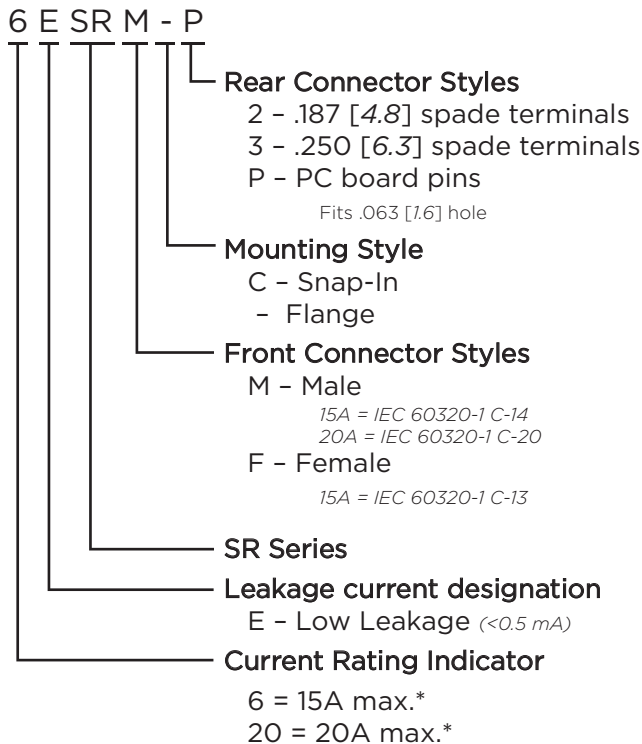 6 E SR M - P
Rear Connector Styles
2 – .187 [4.8] spade terminals
3 – .250 [6.3] spade terminals
P – PC board pins
Fits .063 [1.6] hole
Mounting Style
C – Snap-In
– Flange
Front Connector Styles
M – Male
15A = IEC 60320-1 C-14
20A = IEC 60320-1 C-20
F – Female
15A = IEC 60320-1 C-13
SR Series
Leakage current designation
E – Low Leakage (<0.5 mA)
Current Rating Indicator
6 = 15A max.*
20 = 20A max.*